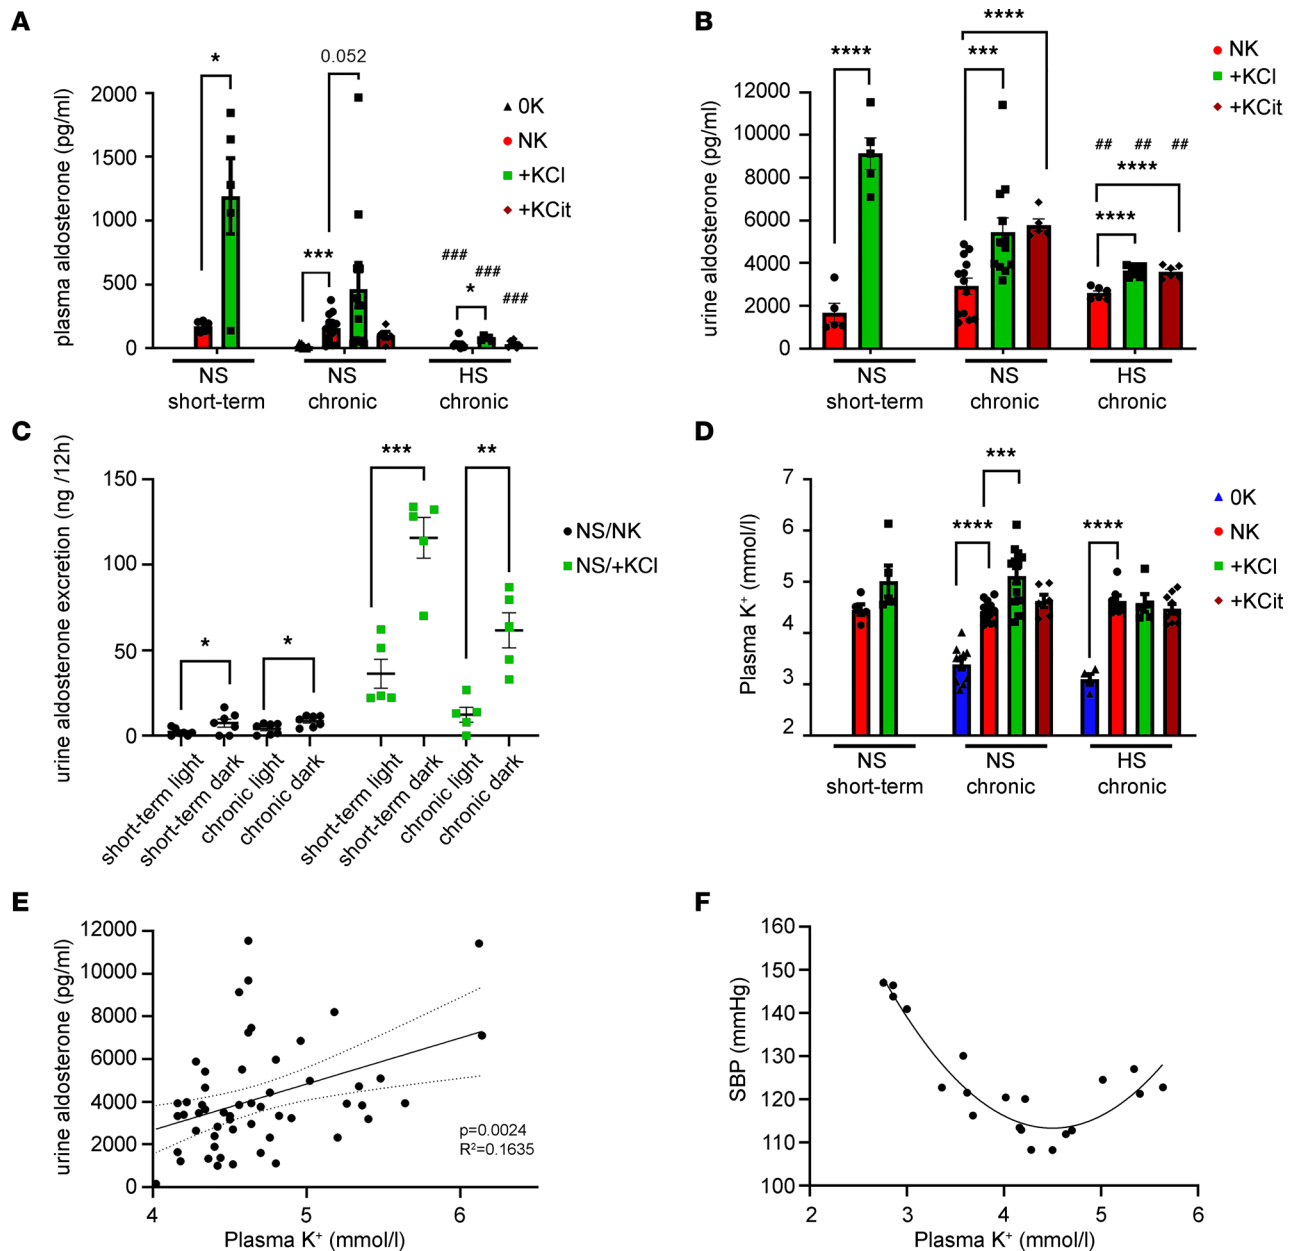 A
plasma aldosterone (pg/ml)
2000
1500
1000
500
0
*
0.052
***
###
###
###
*
0K
NK
+KCl
+KCit
NS
short-term
NS
chronic
HS
chronic
B
urine aldosterone (pg/ml)
12000
10000
8000
6000
4000
2000
0
****
****
***
##
##
##
****
****
NK
+KCl
+KCit
NS
short-term
NS
chronic
HS
chronic
C
urine aldosterone excretion (ng /12h)
150
100
50
0
*
*
***
**
NS/NK
NS/+KCl
short-term light
short-term dark
chronic light
chronic dark
short-term light
short-term dark
chronic light
chronic dark
D
Plasma K⁺ (mmol/l)
7
6
5
4
3
2
***
****
****
0K
NK
+KCl
+KCit
NS
short-term
NS
chronic
HS
chronic
E
urine aldosterone (pg/ml)
12000
10000
8000
6000
4000
2000
0
p=0.0024
R²=0.1635
4
5
6
Plasma K⁺ (mmol/l)
F
SBP (mmHg)
160
150
140
130
120
110
100
2
3
4
5
6
Plasma K⁺ (mmol/l)